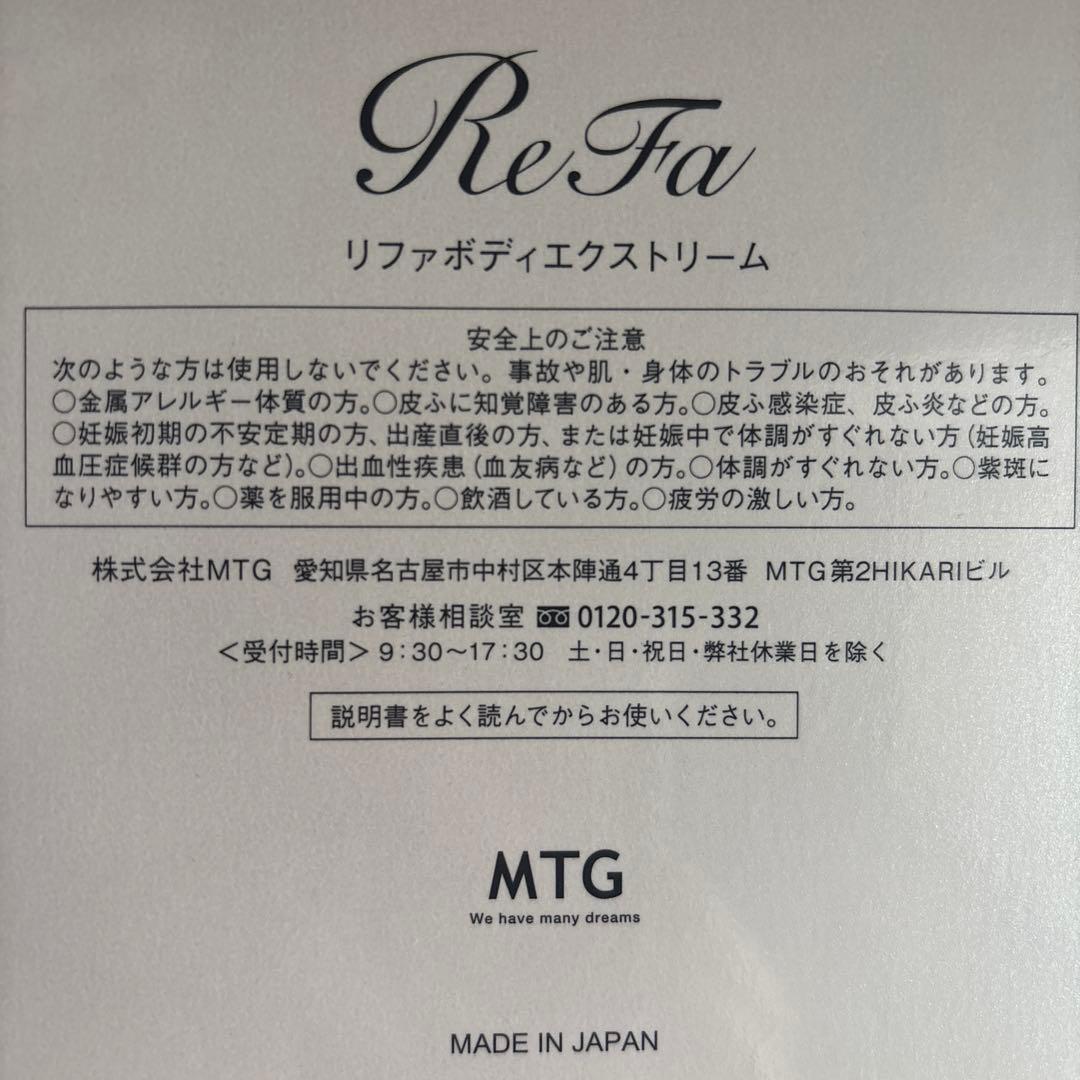 ReFa
リファボディエクストリーム
安全上のご注意
次のような方は使用しないでください。事故や肌・身体のトラブルのおそれがあります。
○金属アレルギー体質の方。○皮ふに知覚障害のある方。○皮ふ感染症、皮ふ炎などの方。
○妊娠初期の不安定期の方、出産直後の方、または妊娠中で体調がすぐれない方(妊娠高
血圧症候群の方など)。○出血性疾患(血友病など)の方。○体調がすぐれない方。○紫斑に
なりやすい方。○薬を服用中の方。○飲酒している方。○疲労の激しい方。
株式会社MTG 愛知県名古屋市中村区本陣通4丁目13番 MTG第2HIKARIビル
お客様相談室 0120-315-332
<受付時間> 9:30〜17:30 土・日・祝日・弊社休業日を除く
説明書をよく読んでからお使いください。
MTG
We have many dreams
MADE IN JAPAN